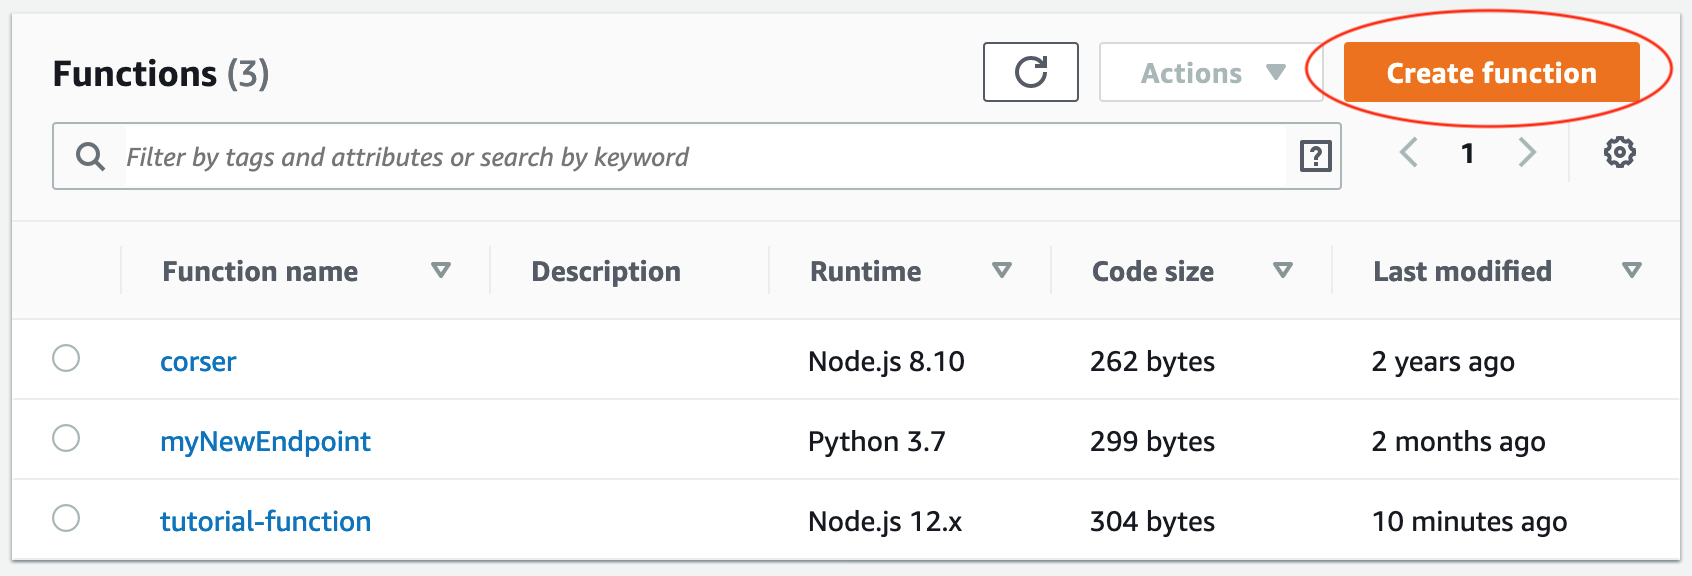 Functions (3)
Actions
Create function
Filter by tags and attributes or search by keyword
?
1
Function name Description Runtime Code size Last modified
corser Node.js 8.10 262 bytes 2 years ago
myNewEndpoint Python 3.7 299 bytes 2 months ago
tutorial-function Node.js 12.x 304 bytes 10 minutes ago